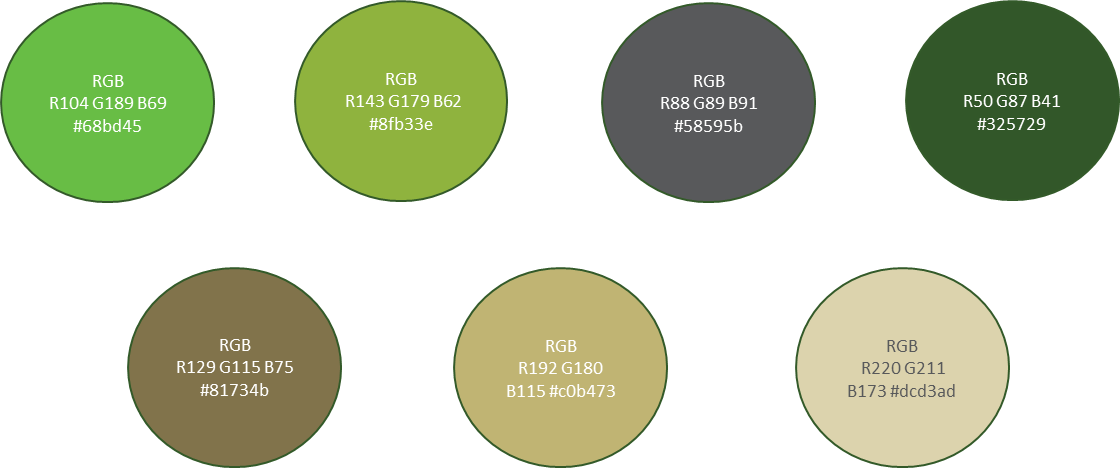 RGB
R104 G189 B69
#68bd45
RGB
R143 G179 B62
#8fb33e
RGB
R88 G89 B91
#58595b
RGB
R50 G87 B41
#325729
RGB
R129 G115 B75
#81734b
RGB
R192 G180
B115 #c0b473
RGB
R220 G211
B173 #dcd3ad